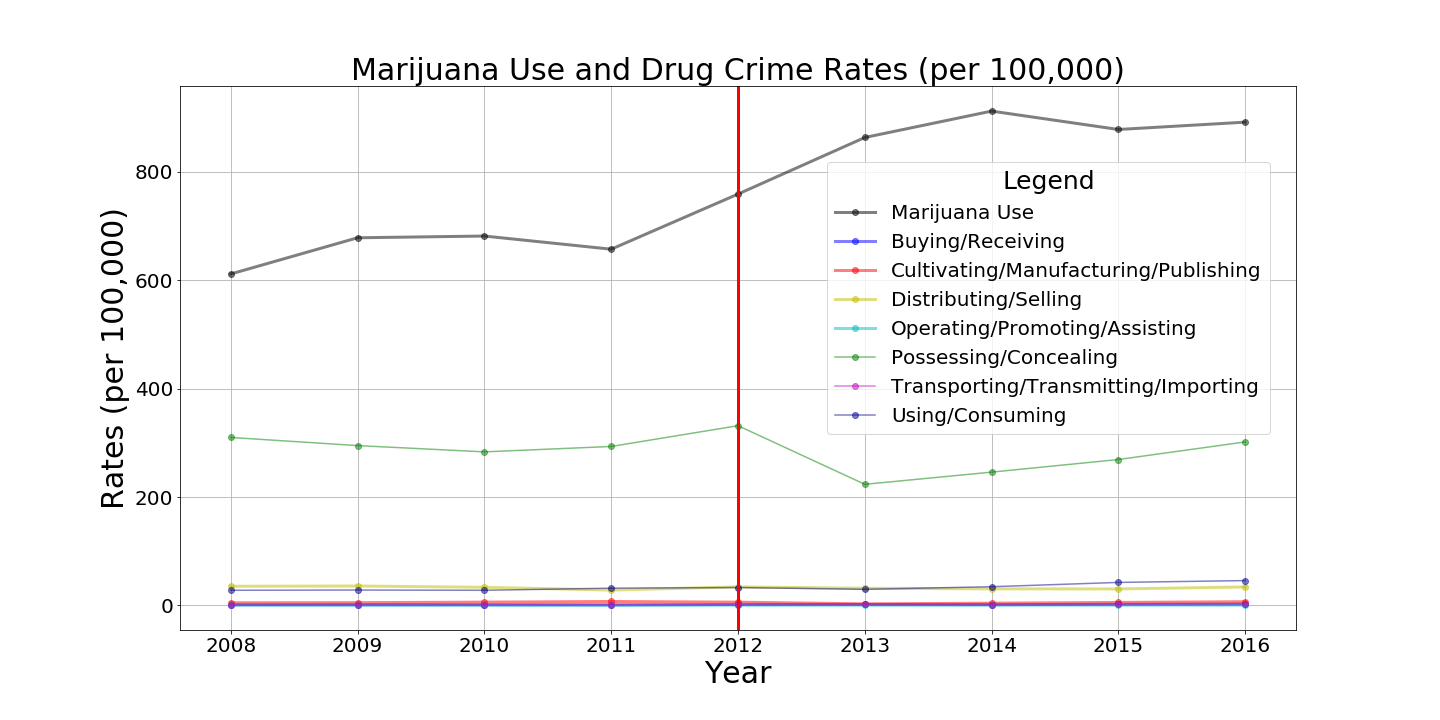 Marijuana Use and Drug Crime Rates (per 100,000)
Rates (per 100,000)
800
600
400
200
0
Legend
Marijuana Use
Buying/Receiving
Cultivating/Manufacturing/Publishing
Distributing/Selling
Operating/Promoting/Assisting
Possessing/Concealing
Transporting/Transmitting/Importing
Using/Consuming
2008 2009 2010 2011 2012 2013 2014 2015 2016
Year